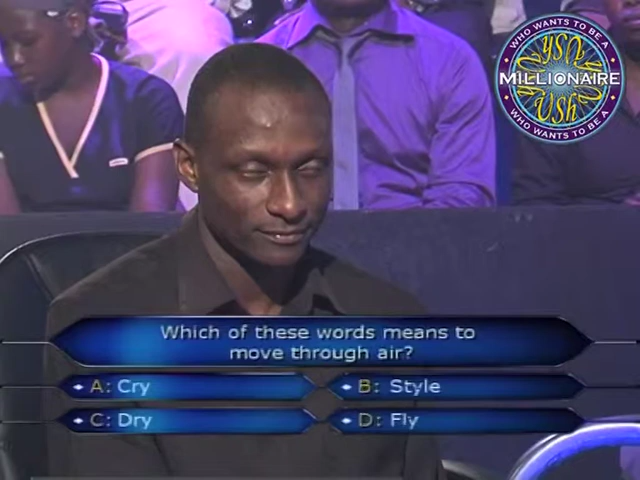 WHO WANTS TO BE A
MILLIONAIRE
WHO WANTS TO BE A
Which of these words means to
move through air?
A: Cry
B: Style
C: Dry
D: Fly